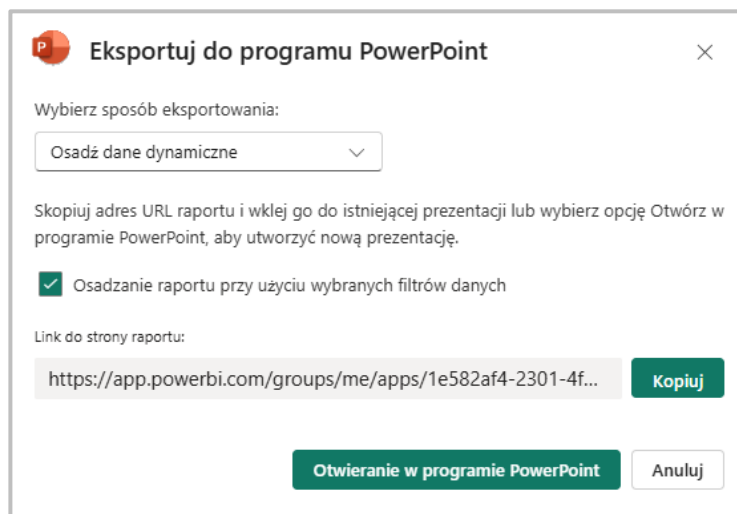 P
Eksportuj do programu PowerPoint
Wybierz sposób eksportowania:
Osadź dane dynamiczne
Skopiuj adres URL raportu i wklej go do istniejącej prezentacji lub wybierz opcję Otwórz w
programie PowerPoint, aby utworzyć nową prezentację.
Osadzanie raportu przy użyciu wybranych filtrów danych
Link do strony raportu:
https://app.powerbi.com/groups/me/apps/1e582af4-2301-4f...
Kopiuj
Otwieranie w programie PowerPoint
Anuluj